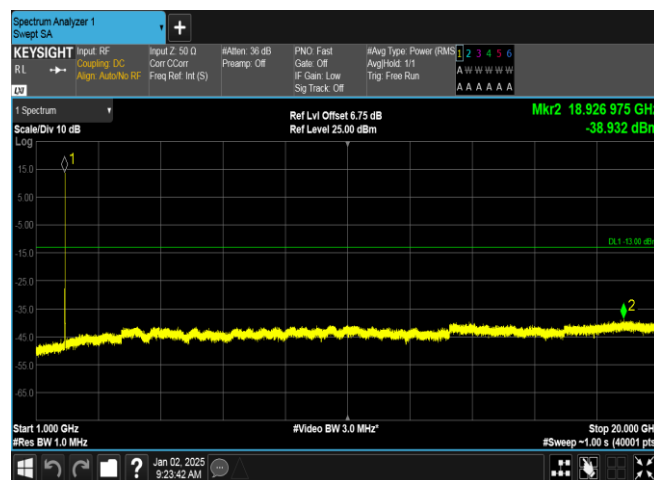 Spectrum Analyzer 1
Swept SA
KEYSIGHT
RL
LXI
Input: RF
Coupling: DC
Align: Auto/No RF
Input Z: 50 Ω
Corr CCorr
Freq Ref: Int (S)
#Atten: 36 dB
Preamp: Off
PNO: Fast
Gate: Off
IF Gain: Low
Sig Track: Off
#Avg Type: Power (RMS
Avg|Hold: 1/1
Trig: Free Run
1 2 3 4 5 6
A W W W W W
A A A A A A
1 Spectrum
Scale/Div 10 dB
Log
Ref Lvl Offset 6.75 dB
Ref Level 25.00 dBm
Mkr2 18.926 975 GHz
-38.932 dBm
1
15.0
5.00
-5.00
DL1 -13.00 dBm
-15.0
-25.0
2
-35.0
-45.0
-55.0
-65.0
Start 1.000 GHz
#Res BW 1.0 MHz
#Video BW 3.0 MHz*
Stop 20.000 GHz
#Sweep ~1.00 s (40001 pts
?
Jan 02, 2025
9:23:42 AM